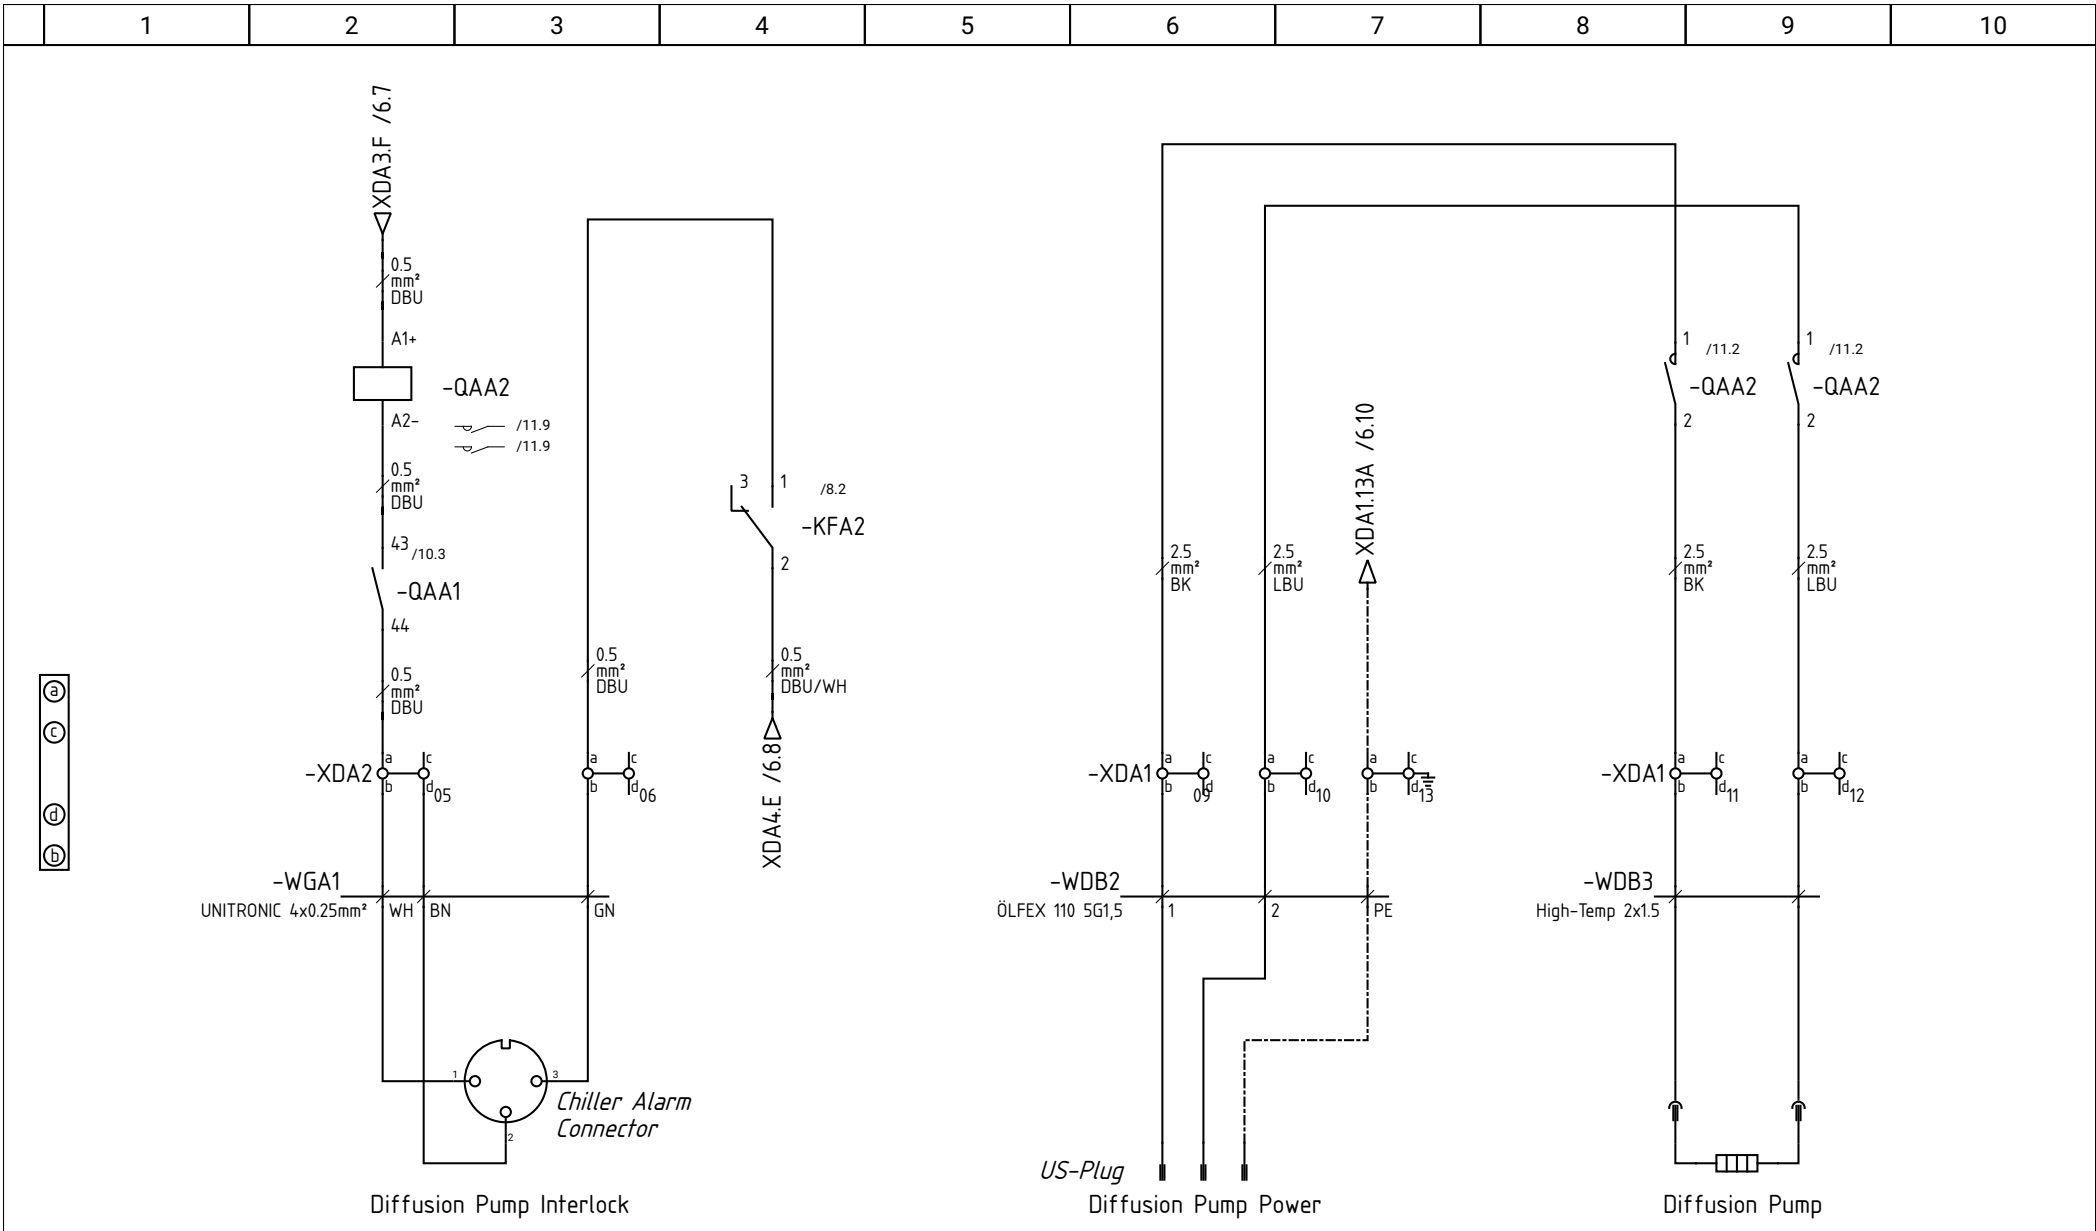 1 2 3 4 5 6 7 8 9 10
XDA3.F /6.7
0.5
mm²
DBU
A1+
-QAA2
A2-
/11.9
/11.9
0.5
mm²
DBU
43
/10.3
-QAA1
44
0.5
mm²
DBU
a
c
d
b
-XDA2
a
b
c
d
05
-WGA1
UNITRONIC 4x0.25mm²
WH
BN
0.5
mm²
DBU
a
b
c
d
06
GN
1
2
3
Chiller Alarm
Connector
Diffusion Pump Interlock
3
1
/8.2
-KFA2
2
0.5
mm²
DBU/WH
XDA4.E /6.8
2.5
mm²
BK
2.5
mm²
LBU
XDA1.13A /6.10
-XDA1
a
b
c
d
09
a
b
c
d
10
a
b
c
d
13
-WDB2
ÖLFEX 110 5G1,5
1
2
PE
US-Plug
Diffusion Pump Power
1
/11.2
-QAA2
2
1
/11.2
-QAA2
2
2.5
mm²
BK
2.5
mm²
LBU
-XDA1
a
b
c
d
11
a
b
c
d
12
-WDB3
High-Temp 2x1.5
Diffusion Pump